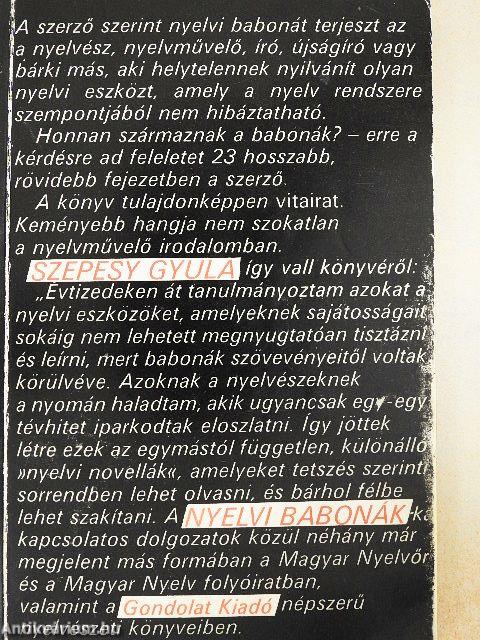 A szerző szerint nyelvi babonát terjeszt az
a nyelvész, nyelvművelő, író, újságíró vagy
bárki más, aki helytelennek nyilvánít olyan
nyelvi eszközt, amely a nyelv rendszere
szempontjából nem hibáztatható.
Honnan származnak a babonák? – erre a
kérdésre ad feleletet 23 hosszabb,
rövidebb fejezetben a szerző.
A könyv tulajdonképpen vitairat.
Keményebb hangja nem szokatlan
a nyelvművelő irodalomban.
SZEPESY GYULA így vall könyvéről:
„Évtizedeken át tanulmányoztam azokat a
nyelvi eszközöket, amelyeknek sajátosságait
sokáig nem lehetett megnyugtatóan tisztázni
és leírni, mert babonák szövevényeitől voltak
körülvéve. Azoknak a nyelvészeknek
a nyomán haladtam, akik ugyancsak egy-egy
tévhitet iparkodtak eloszlatni. Így jöttek
létre ezek az egymástól független, különálló
»nyelvi novellák«, amelyeket tetszés szerinti
sorrendben lehet olvasni, és bárhol félbe
lehet szakítani. A NYELVI BABONÁK-ka
kapcsolatos dolgozatok közül néhány már
megjelent más formában a Magyar Nyelvőr
és a Magyar Nyelv folyóiratban,
valamint a Gondolat Kiadó népszerű
könyveiben.
Antikvarium.hu